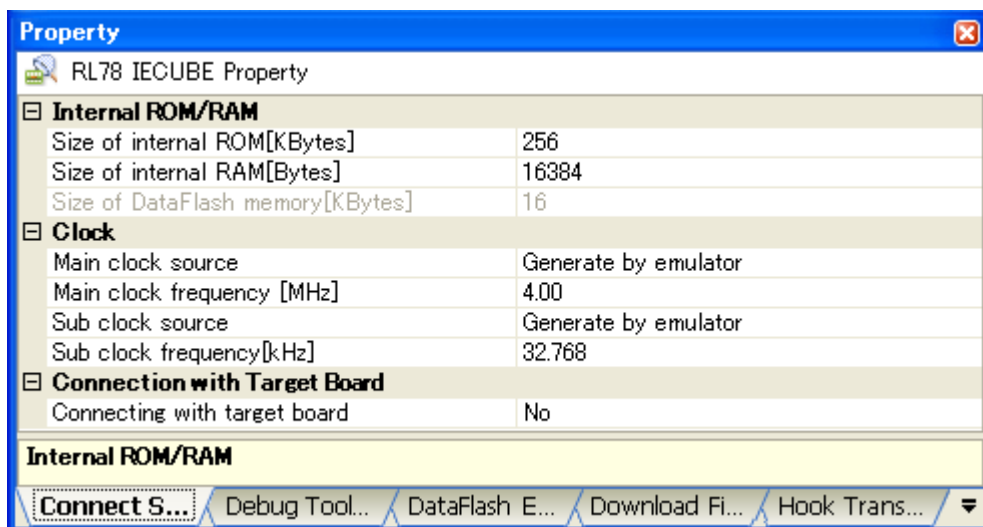 Property
RL78 IECUBE Property
Internal ROM/RAM
Size of internal ROM[KBytes] 256
Size of internal RAM[Bytes] 16384
Size of DataFlash memory[KBytes] 16
Clock
Main clock source Generate by emulator
Main clock frequency [MHz] 4.00
Sub clock source Generate by emulator
Sub clock frequency[kHz] 32.768
Connection with Target Board
Connecting with target board No
Internal ROM/RAM
Connect S... Debug Tool... DataFlash E... Download Fi... Hook Trans...